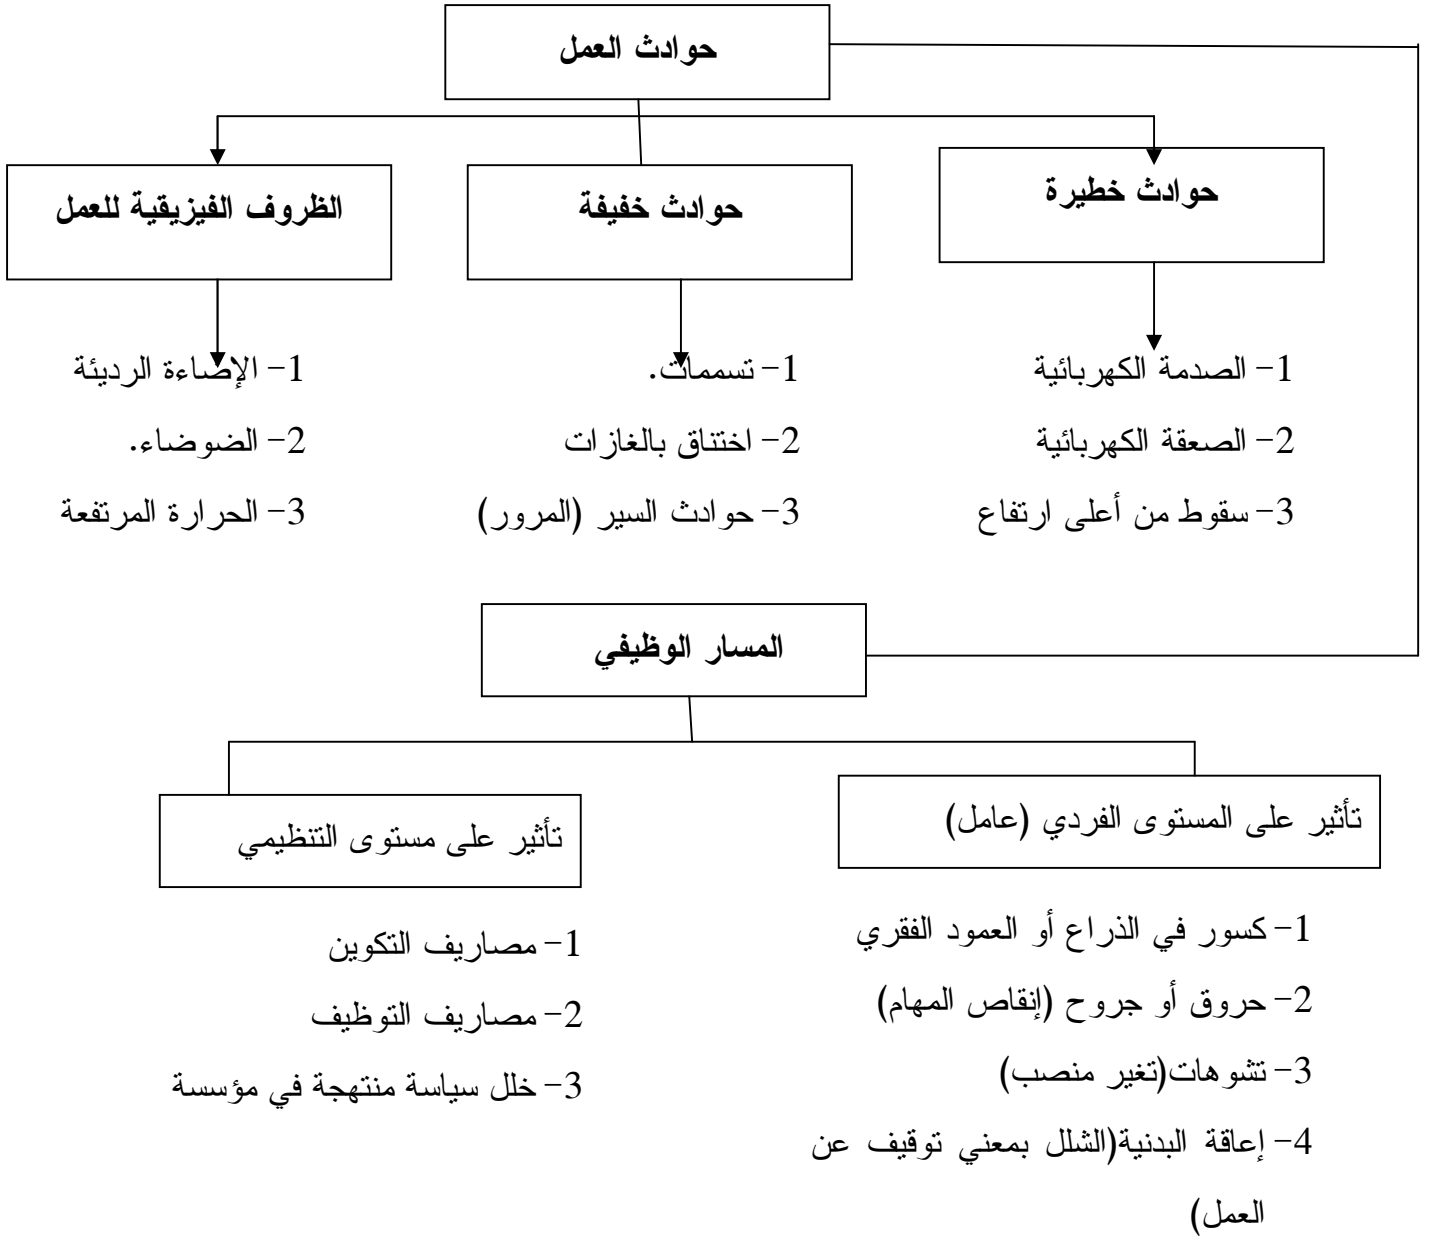 حوادث العمل
حوادث خطيرة
حوادث خفيفة
الظروف الفيزيقية للعمل
1- الصدمة الكهربائية
2- الصعقة الكهربائية
3- سقوط من أعلى ارتفاع
1- تسممات.
2- اختناق بالغازات
3- حوادث السير (المرور)
1- الإضاءة الرديئة
2- الضوضاء.
3- الحرارة المرتفعة
المسار الوظيفي
تأثير على المستوى الفردي (عامل)
تأثير على مستوى التنظيمي
1- كسور في الذراع أو العمود الفقري
2- حروق أو جروح (إنقاص المهام)
3- تشوهات(تغير منصب)
4- إعاقة البدنية(الشلل بمعني توقيف عن
العمل)
1- مصاريف التكوين
2- مصاريف التوظيف
3- خلل سياسة منتهجة في مؤسسة